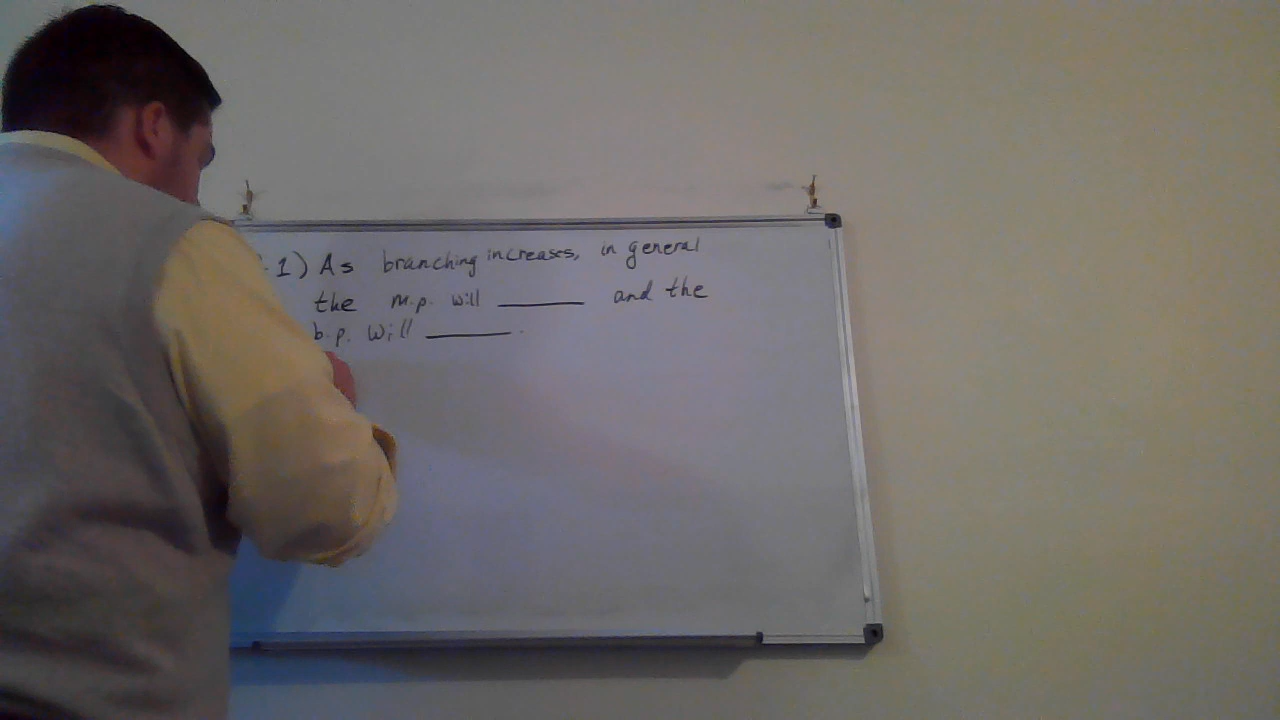 1) As branching increases, in general
the m.p. will ______ and the
b.p. will ______.